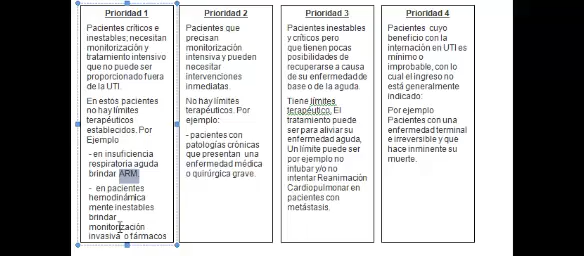 Prioridad 1
Pacientes críticos e
inestables; necesitan
monitorización y
tratamiento intensivo
que no puede ser
proporcionado fuera
de la UTI.
En estos pacientes
no hay límites
terapéuticos
establecidos. Por
Ejemplo
- en insuficiencia
respiratoria aguda
brindar ARM
- en pacientes
hemodinámica
mente inestables
brindar
monitorización
invasiva o fármacos
Prioridad 2
Pacientes que
precisan
monitorización
intensiva y pueden
necesitar
intervenciones
inmediatas.
No hay límites
terapéuticos. Por
ejemplo:
- pacientes con
patologías crónicas
que presentan una
enfermedad médica
o quirúrgica grave.
Prioridad 3
Pacientes inestables
y críticos pero
que tienen pocas
posibilidades de
recuperarse a causa
de su enfermedad de
base o de la aguda.
Tiene límites
terapéutico. El
tratamiento puede
ser para aliviar su
enfermedad aguda,
Un límite puede ser
por ejemplo no
intubar y/o no
intentar Reanimación
Cardiopulmonar en
pacientes con
metástasis.
Prioridad 4
Pacientes cuyo
beneficio con la
internación en UTI es
mínimo o
improbable, con lo
cual el ingreso no
está generalmente
indicado:
Por ejemplo
Pacientes con una
enfermedad terminal
e irreversible y que
hace inminente su
muerte.